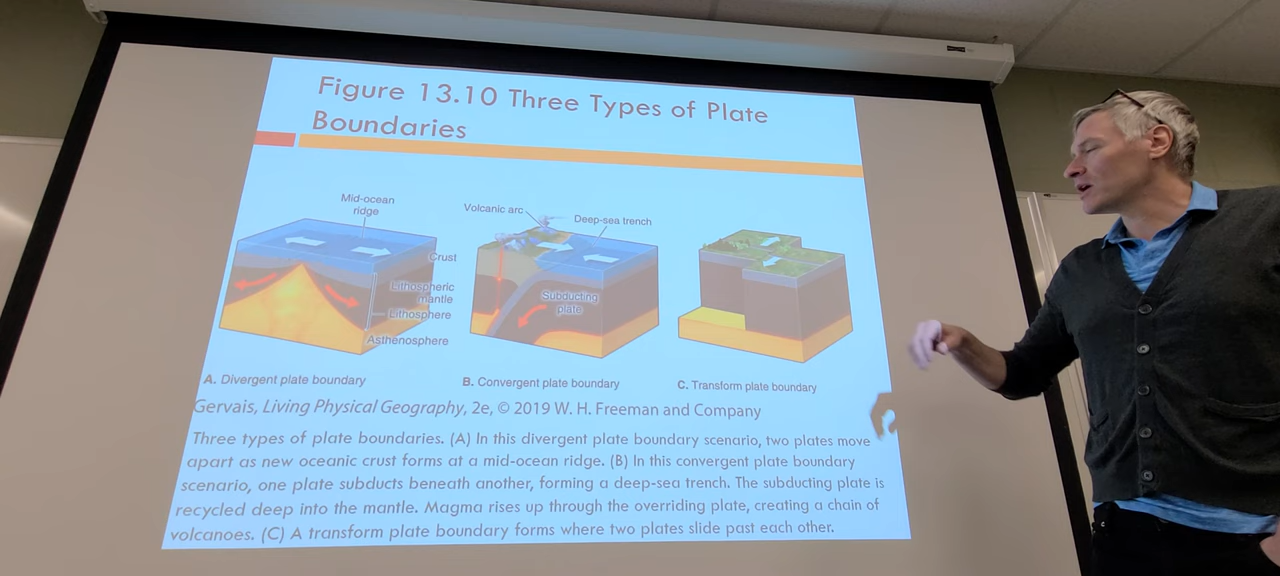 Figure 13.10 Three Types of Plate
Boundaries
Mid-ocean
ridge
Crust
Lithospheric
mantle
Lithosphere
Asthenosphere
A. Divergent plate boundary
Volcanic arc
Deep-sea trench
Subducting
plate
B. Convergent plate boundary
C. Transform plate boundary
Gervais, Living Physical Geography, 2e, © 2019 W. H. Freeman and Company
Three types of plate boundaries. (A) In this divergent plate boundary scenario, two plates move
apart as new oceanic crust forms at a mid-ocean ridge. (B) In this convergent plate boundary
scenario, one plate subducts beneath another, forming a deep-sea trench. The subducting plate is
recycled deep into the mantle. Magma rises up through the overriding plate, creating a chain of
volcanoes. (C) A transform plate boundary forms where two plates slide past each other.